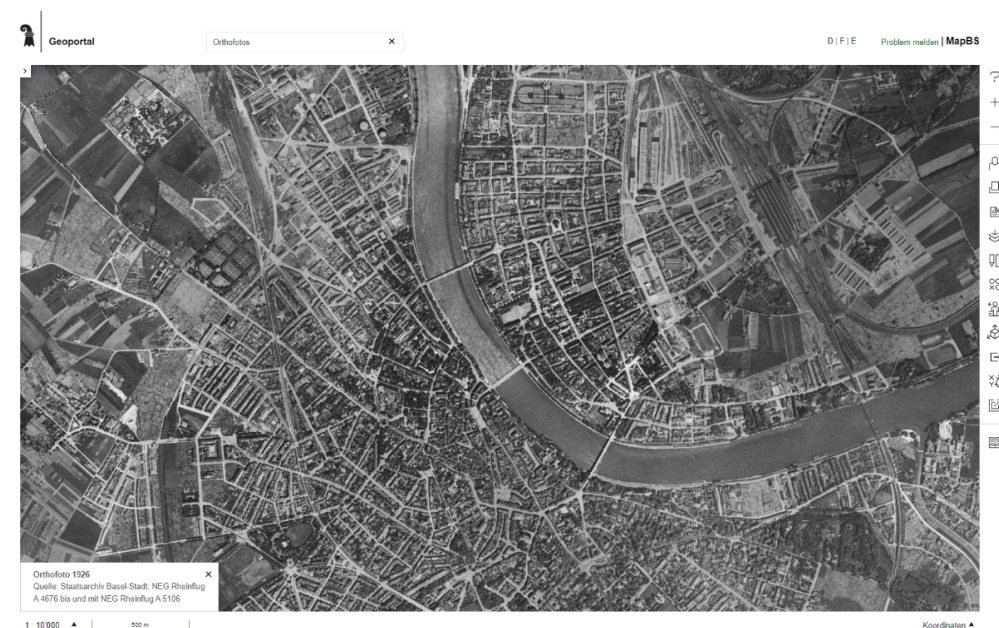 Geoportal
Orthofotos
D | F | E
Problem melden | MapBS
Orthofoto 1926
Quelle: Staatsarchiv Basel-Stadt, NEG Rheinflug
A 4676 bis und mit NEG Rheinflug A 5106
1 : 10'000
500 m
Koordinaten